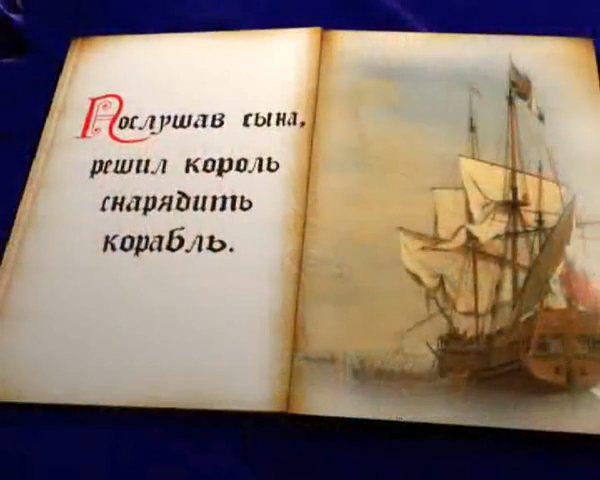 Послушав сына,
решил король
снарядить
корабль.